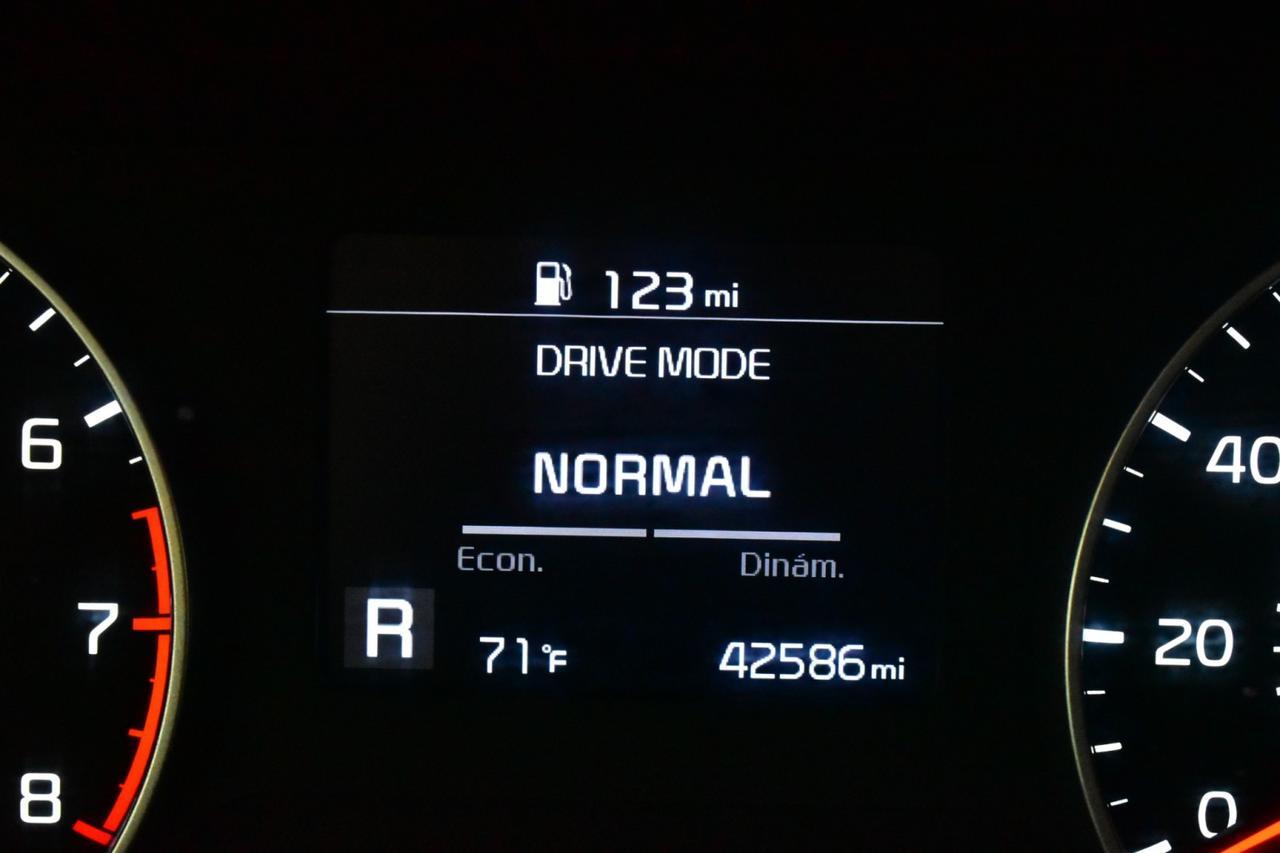 123 mi
DRIVE MODE
NORMAL
Econ. Dinám.
R 71°F 42586 mi
6
7
8
40
20
0